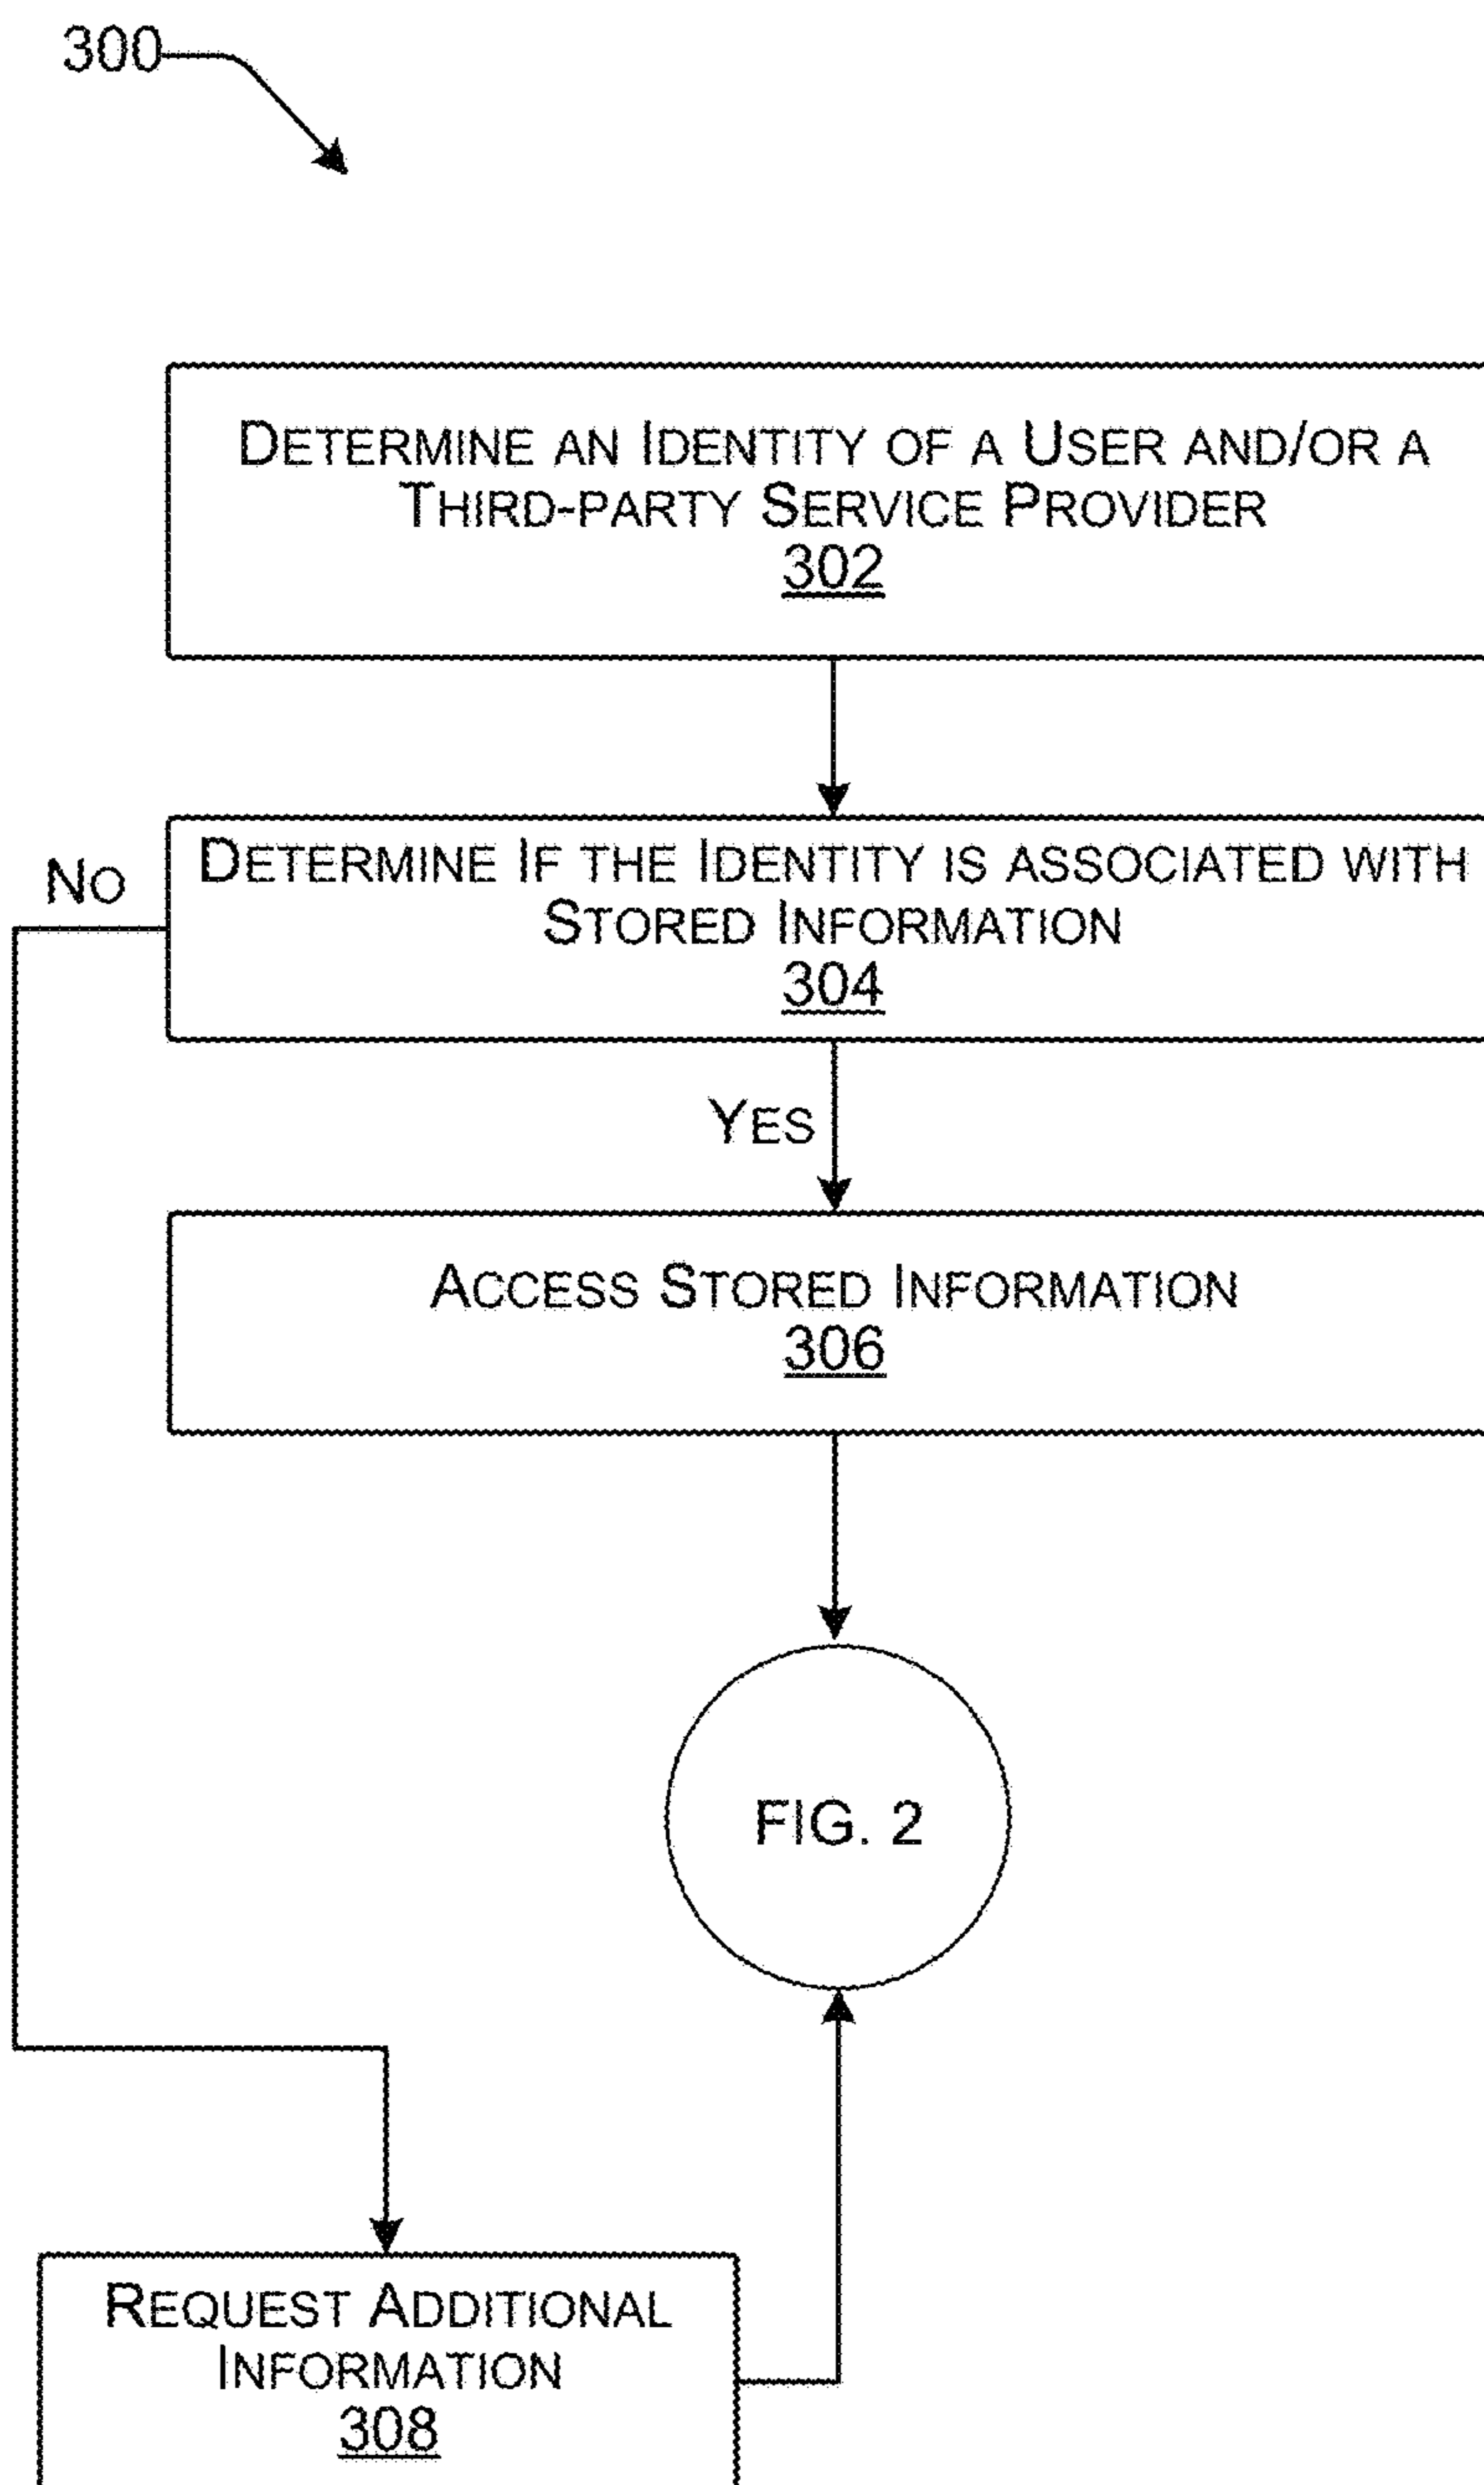 300
DETERMINE AN IDENTITY OF A USER AND/OR A
THIRD-PARTY SERVICE PROVIDER
302
DETERMINE IF THE IDENTITY IS ASSOCIATED WITH
STORED INFORMATION
304
NO
YES
ACCESS STORED INFORMATION
306
FIG. 2
REQUEST ADDITIONAL
INFORMATION
308